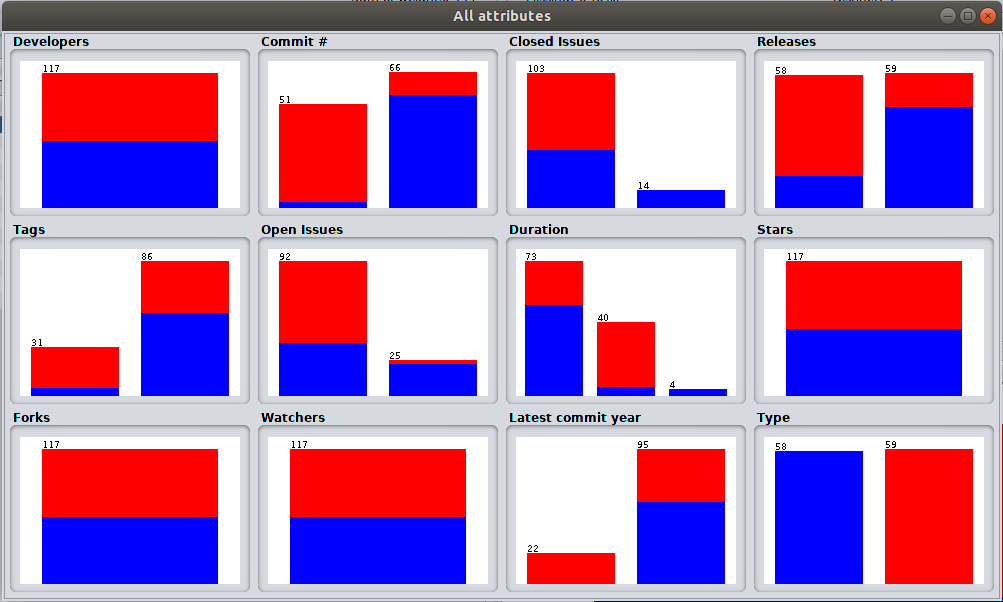 All attributes
Developers
117
Commit #
51
66
Closed Issues
103
14
Releases
58
59
Tags
31
86
Open Issues
92
25
Duration
73
40
4
Stars
117
Forks
117
Watchers
117
Latest commit year
22
95
Type
58
59